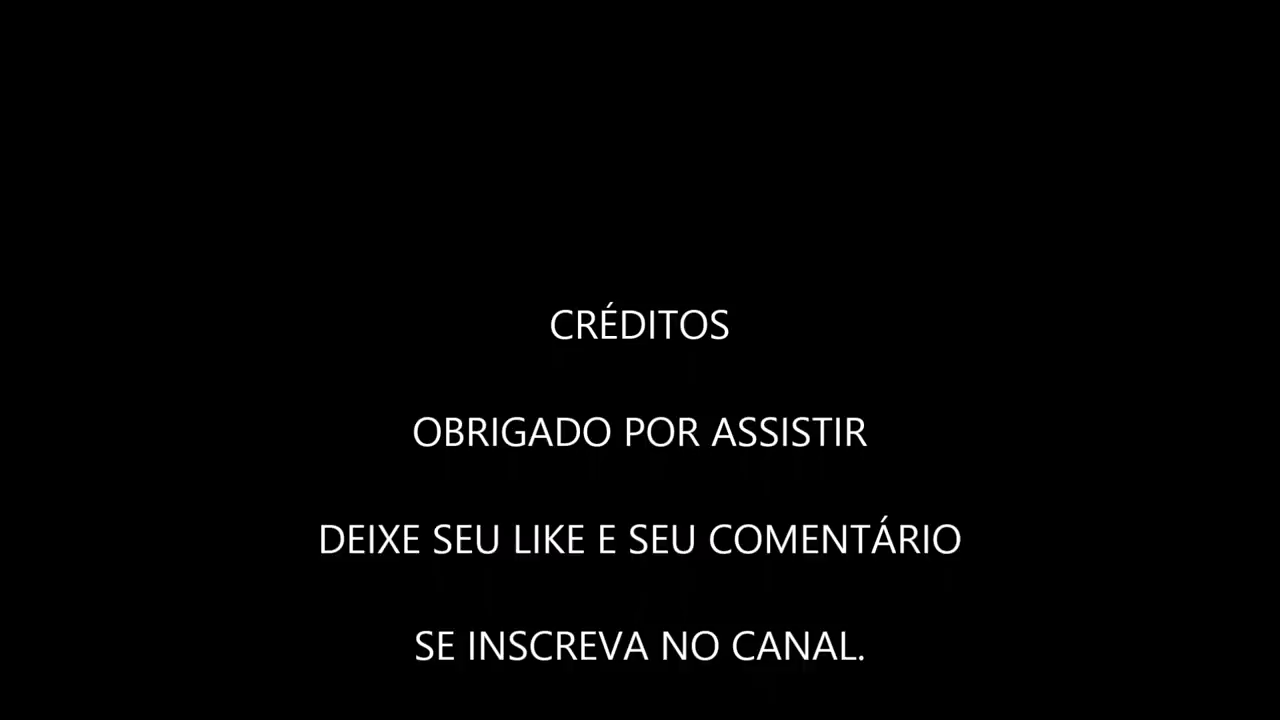 CRÉDITOS
OBRIGADO POR ASSISTIR
DEIXE SEU LIKE E SEU COMENTÁRIO
SE INSCREVA NO CANAL.